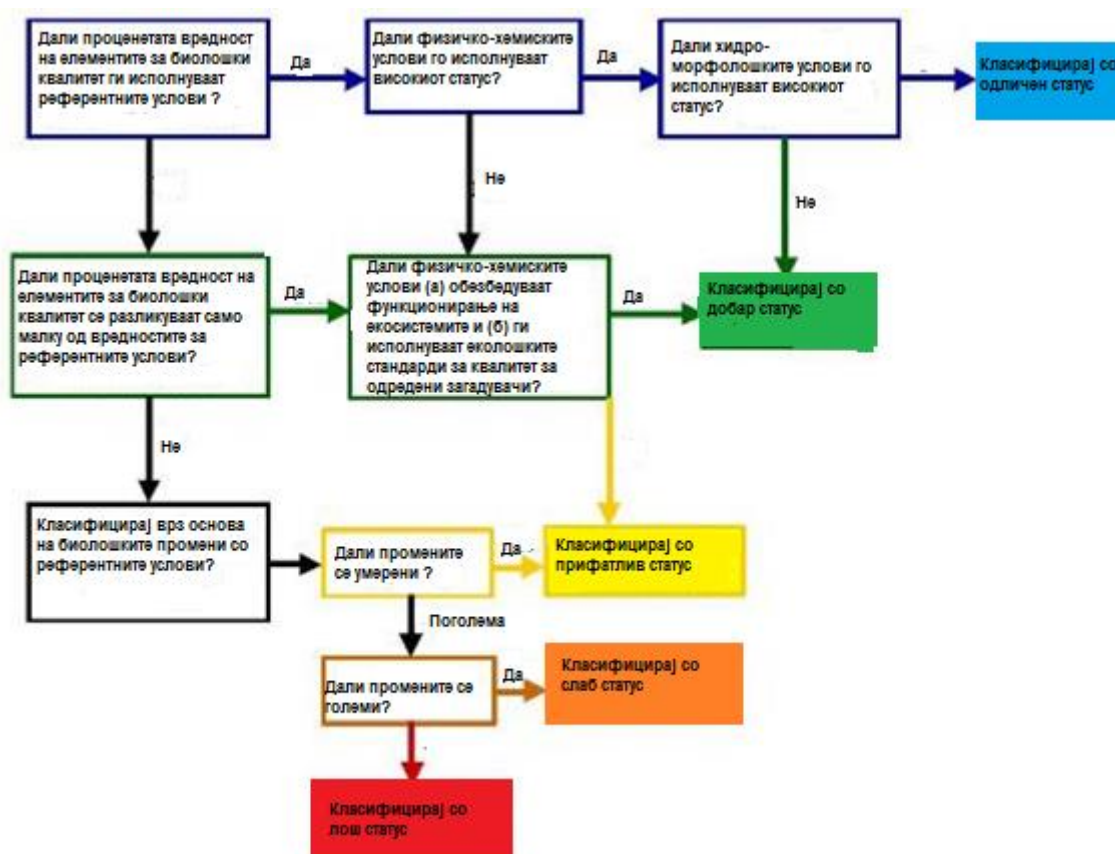 Дали проценетата вредност
на елементите за биолошки
квалитет ги исполнуваат
референтните услови ?
Да
Дали физичко-хемиските
услови го исполнуваат
високиот статус?
Да
Дали хидро-
морфолошките услови го
исполнуваат високиот
статус?
Класифицирај со
одличен статус
Не
Не
Дали проценетата вредност на
елементите за биолошки
квалитет се разликуваат само
малку од вредностите за
референтните услови?
Да
Дали физичко-хемиските
услови (а) обезбедуваат
функционирање на
екосистемите и (б) ги
исполнуваат еколошките
стандарди за квалитет за
одредени загадувачи?
Да
Класифицирај со
добар статус
Не
Класифицирај врз основа
на биолошките промени со
референтните услови?
Дали промените
се умерени ?
Да
Класифицирај со
прифатлив статус
Поголема
Дали промените се
големи?
Да
Класифицирај со
слаб статус
Класифицирај со
лош статус